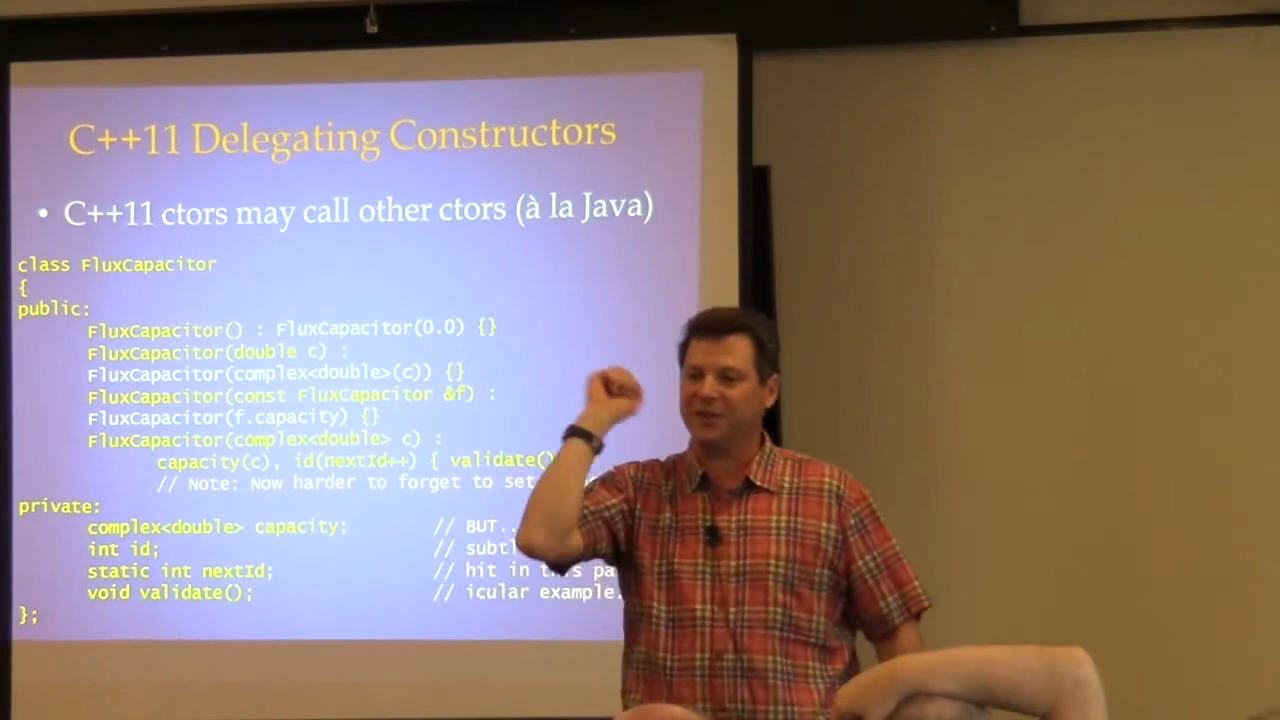 C++11 Delegating Constructors
• C++11 ctors may call other ctors (à la Java)
class FluxCapacitor
{
public:
FluxCapacitor() : FluxCapacitor(0.0) {}
FluxCapacitor(double c) :
FluxCapacitor(complex<double>(c)) {}
FluxCapacitor(const FluxCapacitor &f) :
FluxCapacitor(f.capacity) {}
FluxCapacitor(complex<double> c) :
capacity(c), id(nextId++) { validate()
// Note: Now harder to forget to set
private:
complex<double> capacity; // BUT..
int id; //
static int nextId; // hit in
void validate(); // icular example.
};